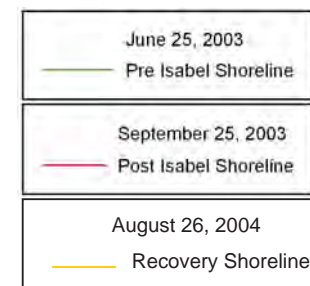 June 25, 2003
Pre Isabel Shoreline
September 25, 2003
Post Isabel Shoreline
August 26, 2004
Recovery Shoreline